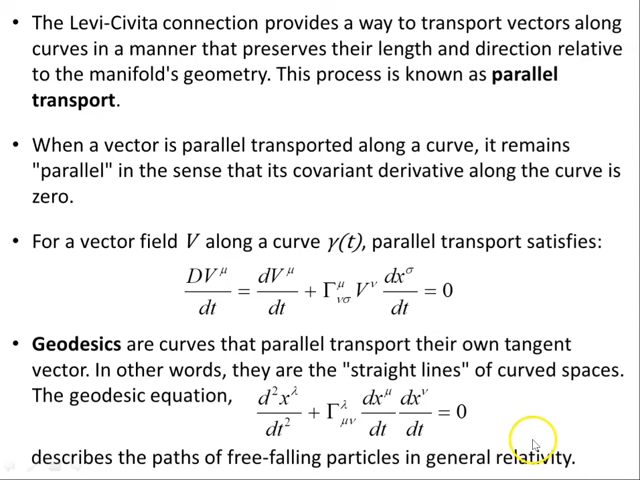 • The Levi-Civita connection provides a way to transport vectors along
curves in a manner that preserves their length and direction relative
to the manifold's geometry. This process is known as parallel
transport.
• When a vector is parallel transported along a curve, it remains
"parallel" in the sense that its covariant derivative along the curve is
zero.
• For a vector field V along a curve γ(t), parallel transport satisfies:
DV^μ/dt = dV^μ/dt + Γ^μ_νσ V^ν dx^σ/dt = 0
• Geodesics are curves that parallel transport their own tangent
vector. In other words, they are the "straight lines" of curved spaces.
The geodesic equation, d²x^λ/dt² + Γ^λ_μν dx^μ/dt dx^ν/dt = 0
describes the paths of free-falling particles in general relativity.